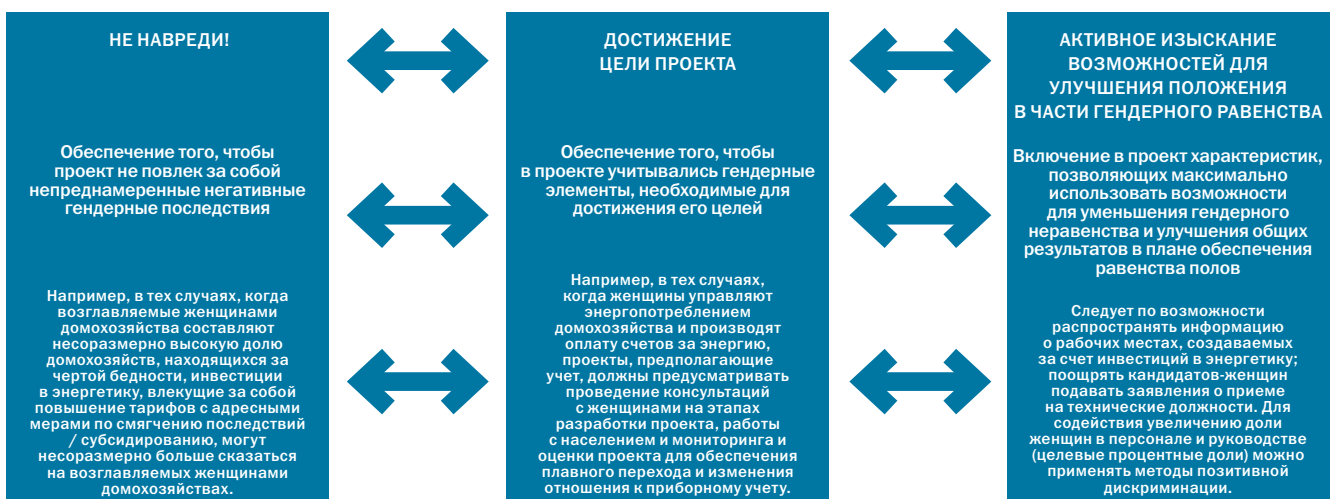 НЕ НАВРЕДИ!
Обеспечение того, чтобы
проект не повлек за собой
непреднамеренные негативные
гендерные последствия
Например, в тех случаях, когда
возглавляемые женщинами
домохозяйства составляют
несоразмерно высокую долю
домохозяйств, находящихся за
чертой бедности, инвестиции
в энергетику, влекущие за собой
повышение тарифов с адресными
мерами по смягчению последствий
/ субсидированию, могут
несоразмерно больше сказаться
на возглавляемых женщинами
домохозяйствах.
ДОСТИЖЕНИЕ
ЦЕЛИ ПРОЕКТА
Обеспечение того, чтобы
в проекте учитывались гендерные
элементы, необходимые для
достижения его целей
Например, в тех случаях,
когда женщины управляют
энергопотреблением
домохозяйства и производят
оплату счетов за энергию,
проекты, предполагающие
учет, должны предусматривать
проведение консультаций
с женщинами на этапах
разработки проекта, работы
с населением и мониторинга и
оценки проекта для обеспечения
плавного перехода и изменения
отношения к приборному учету.
АКТИВНОЕ ИЗЫСКАНИЕ
ВОЗМОЖНОСТЕЙ ДЛЯ
УЛУЧШЕНИЯ ПОЛОЖЕНИЯ
В ЧАСТИ ГЕНДЕРНОГО РАВЕНСТВА
Включение в проект характеристик,
позволяющих максимально
использовать возможности
для уменьшения гендерного
неравенства и улучшения общих
результатов в плане обеспечения
равенства полов
Следует по возможности
распространять информацию
о рабочих местах, создаваемых
за счет инвестиций в энергетику;
поощрять кандидатов-женщин
подавать заявления о приеме
на технические должности. Для
содействия увеличению доли
женщин в персонале и руководстве
(целевые процентные доли) можно
применять методы позитивной
дискриминации.